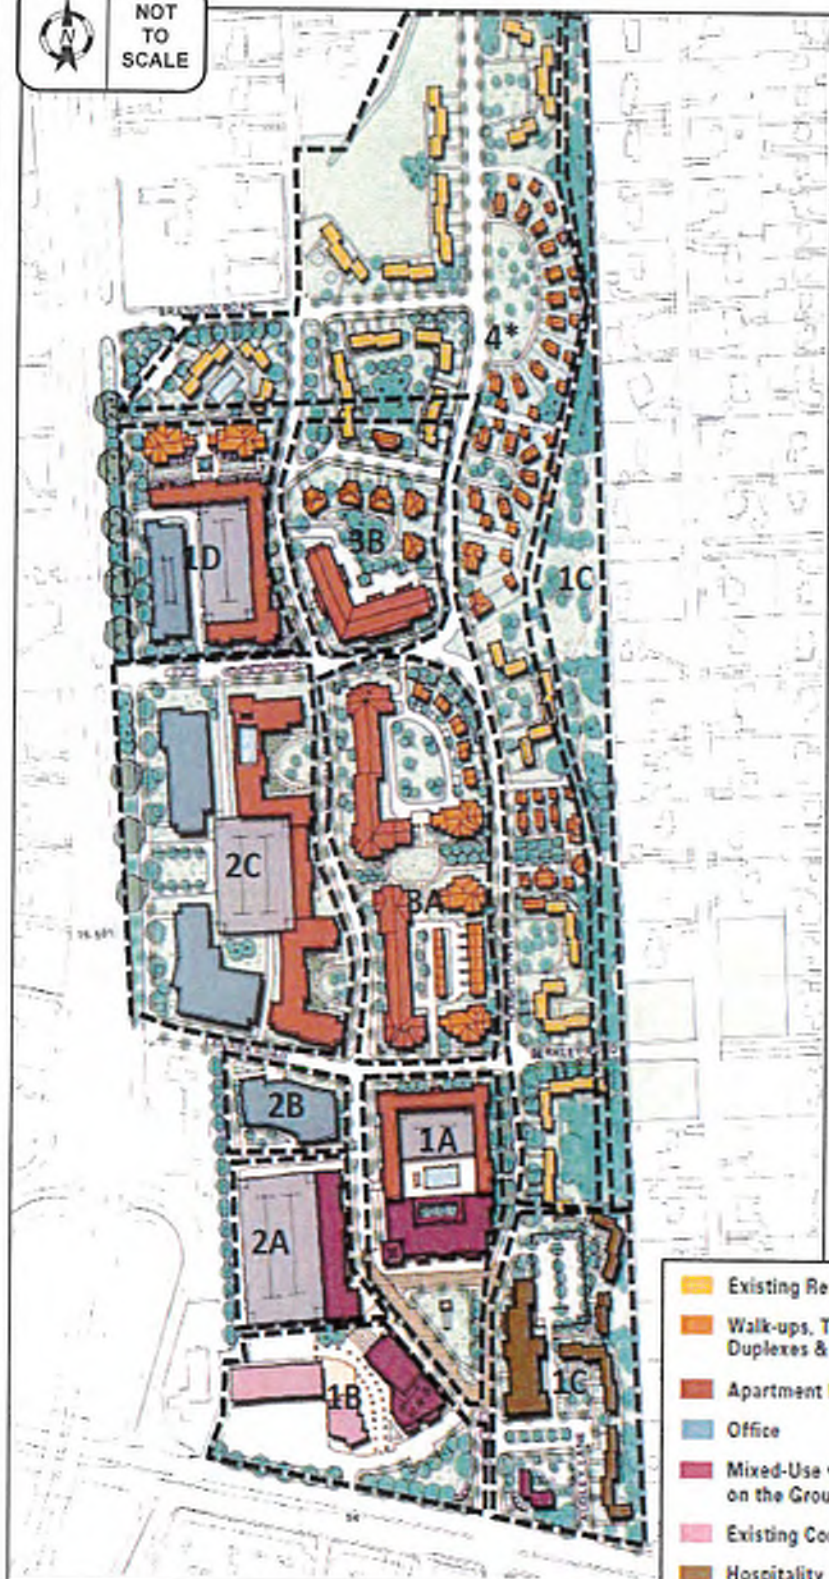 N
NOT
TO
SCALE
4*
1D
3B
1C
2C
3A
2B
1A
2A
1B
1C
Existing Re
Walk-ups, T
Duplexes &
Apartment
Office
Mixed-Use
on the Grou
Existing Co
Hospitality